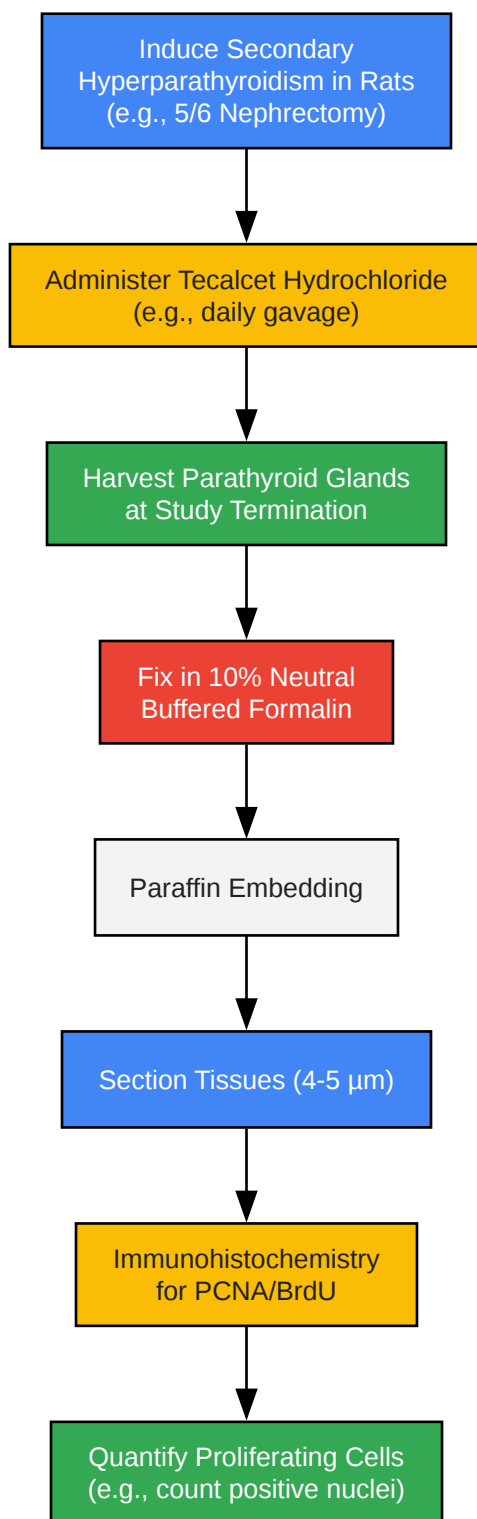 Induce Secondary
Hyperparathyroidism in Rats
(e.g., 5/6 Nephrectomy)
Administer Tecalcet Hydrochloride
(e.g., daily gavage)
Harvest Parathyroid Glands
at Study Termination
Fix in 10% Neutral
Buffered Formalin
Paraffin Embedding
Section Tissues (4-5 µm)
Immunohistochemistry
for PCNA/BrdU
Quantify Proliferating Cells
(e.g., count positive nuclei)